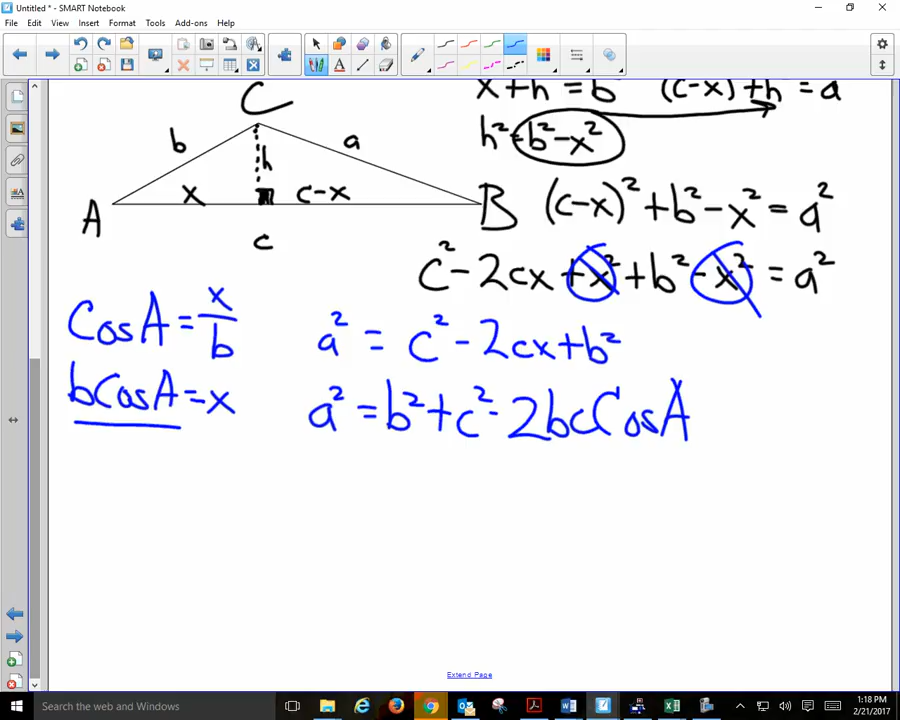 Untitled * - SMART Notebook
File Edit View Insert Format Tools Add-ons Help
C
x+h = b (c-x)+h = a
b a
h² = b² - x²
h
x c-x
A
B (c-x)² + b² - x² = a²
c
c² - 2cx + x² + b² - x² = a²
CosA = x/b
a² = c² - 2cx + b²
bCosA = x
a² = b² + c² - 2bcCosA
Extend Page
Search the Web and Windows
1:18 PM
2/21/2017